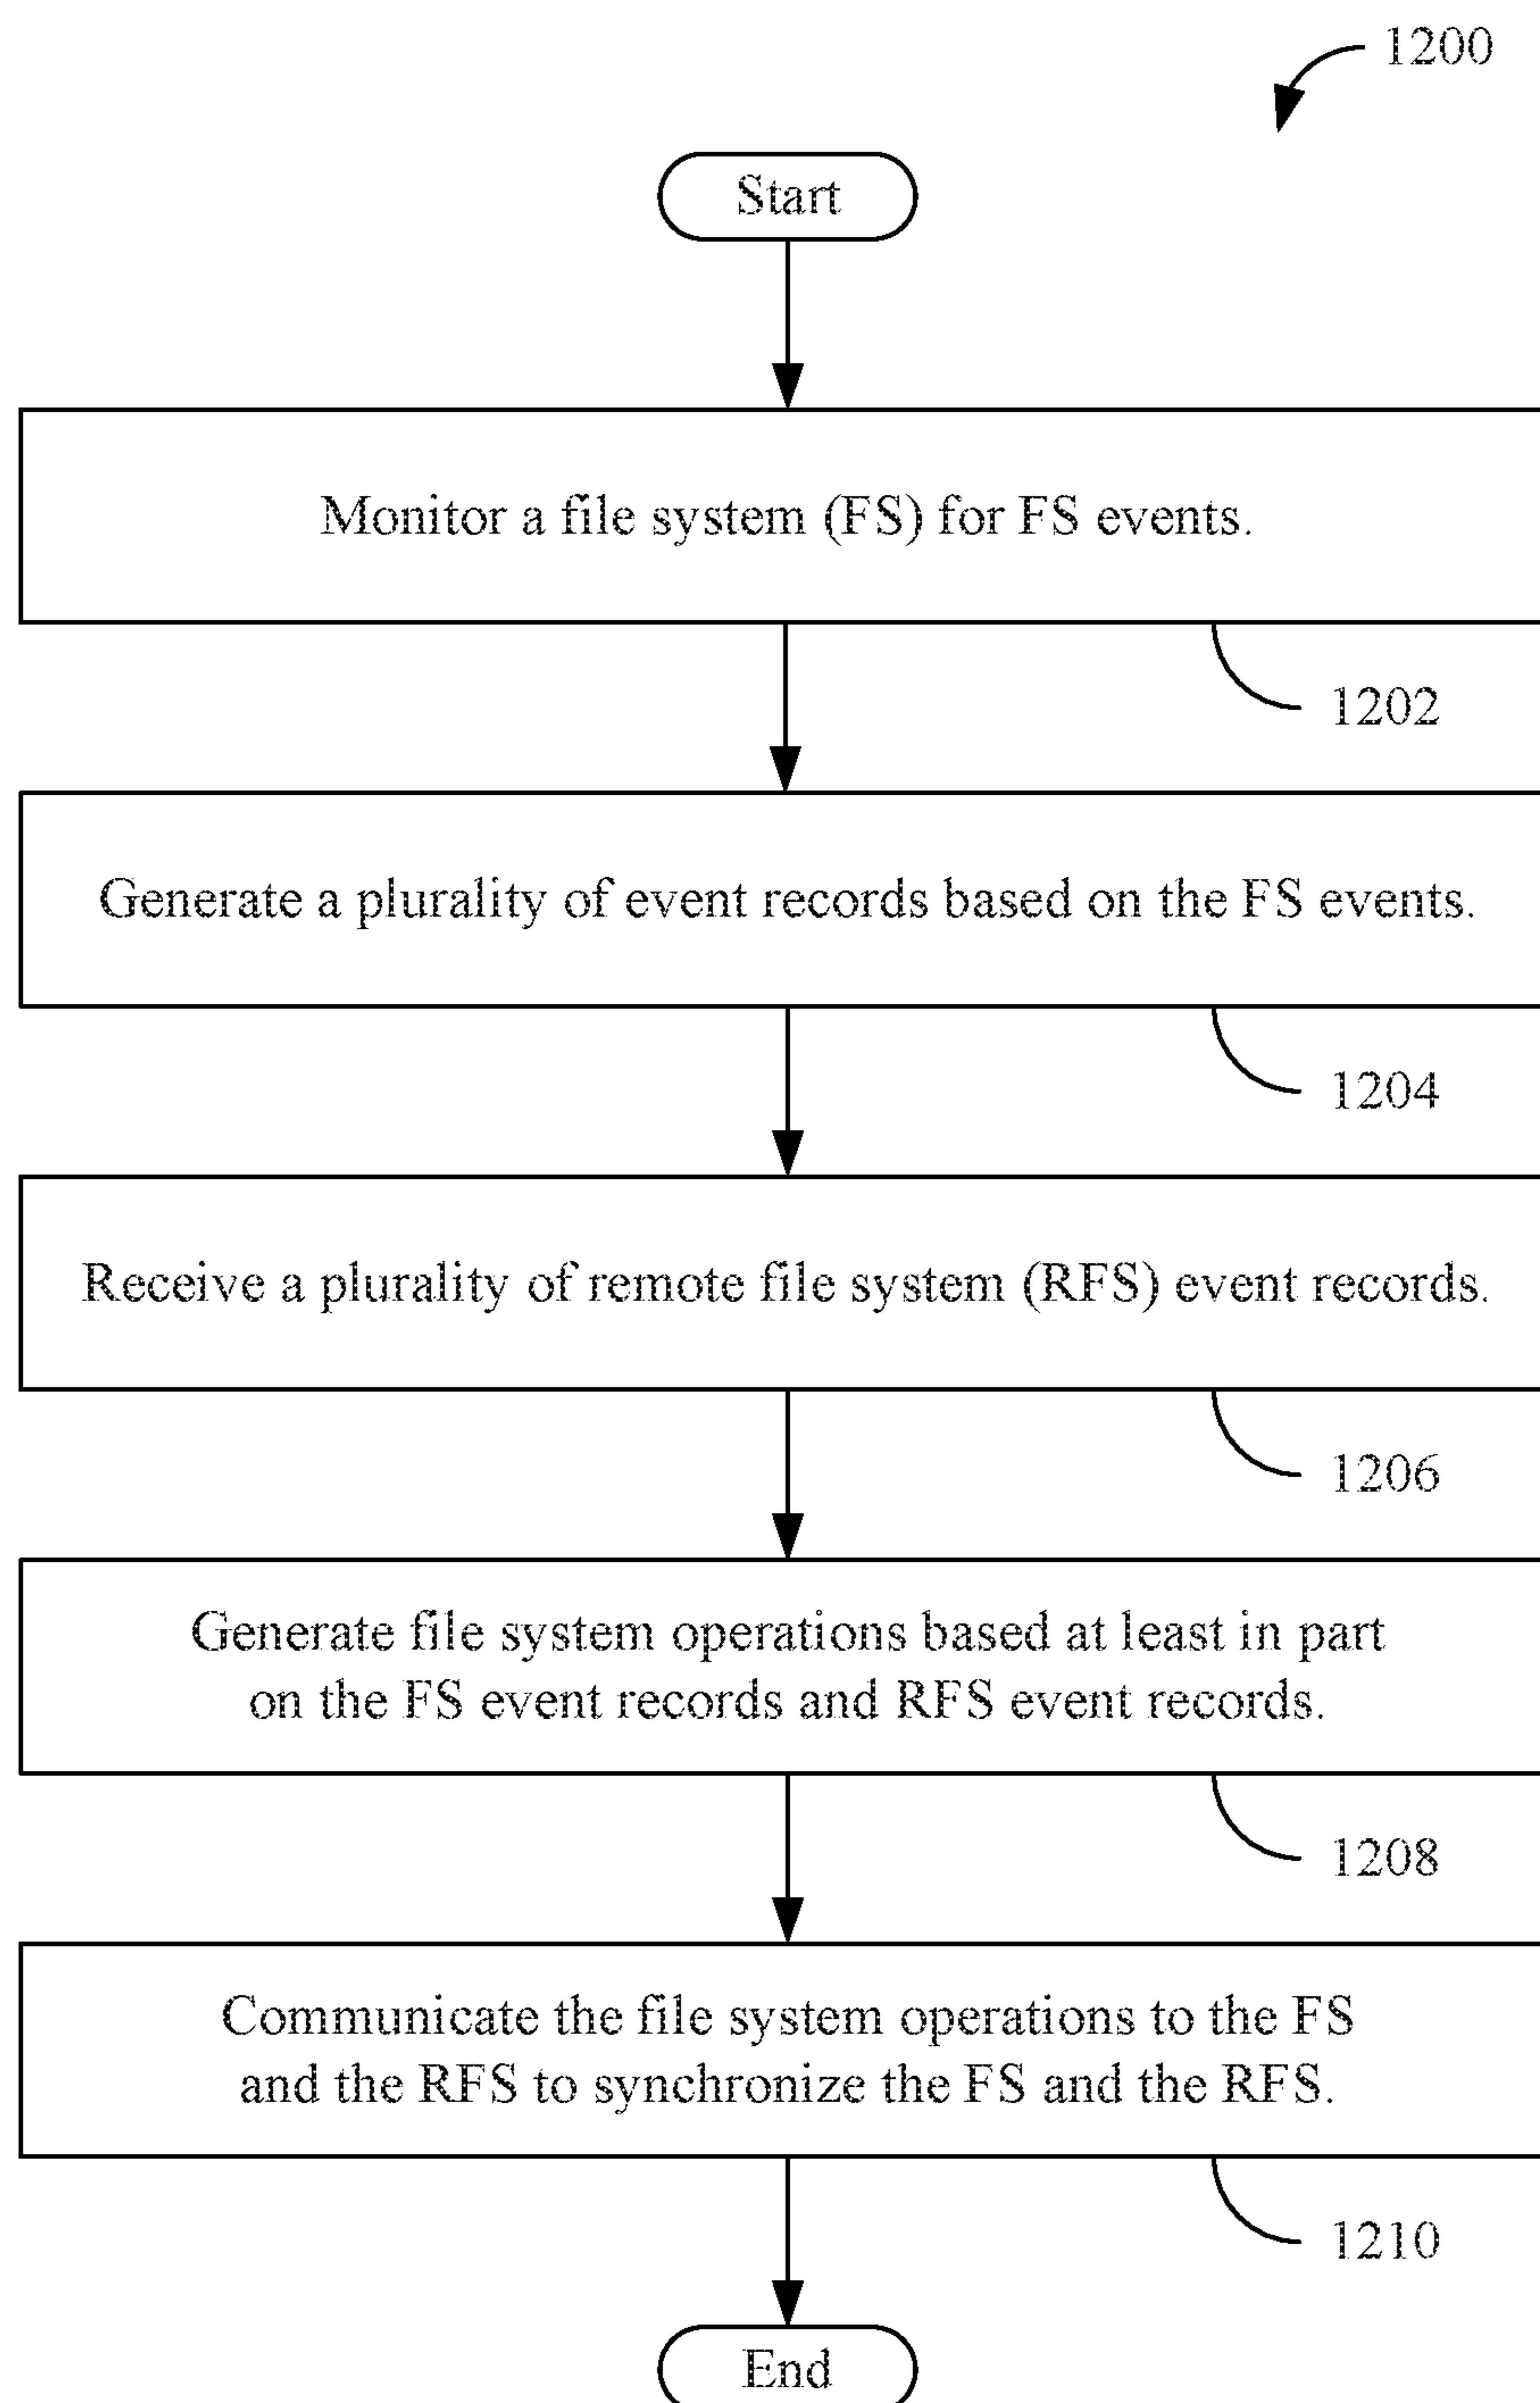 1200
Start
Monitor a file system (FS) for FS events.
1202
Generate a plurality of event records based on the FS events.
1204
Receive a plurality of remote file system (RFS) event records.
1206
Generate file system operations based at least in part
on the FS event records and RFS event records.
1208
Communicate the file system operations to the FS
and the RFS to synchronize the FS and the RFS.
1210
End